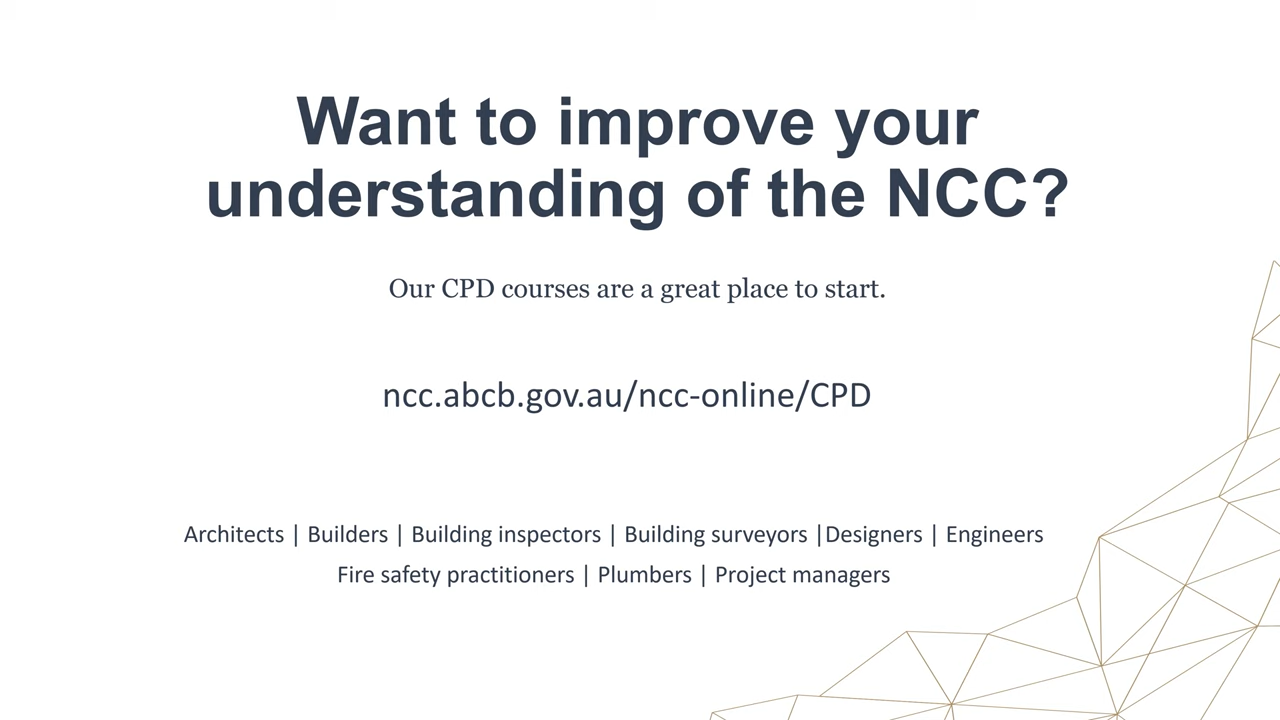 Want to improve your
understanding of the NCC?
Our CPD courses are a great place to start.
ncc.abcb.gov.au/ncc-online/CPD
Architects | Builders | Building inspectors | Building surveyors |Designers | Engineers
Fire safety practitioners | Plumbers | Project managers